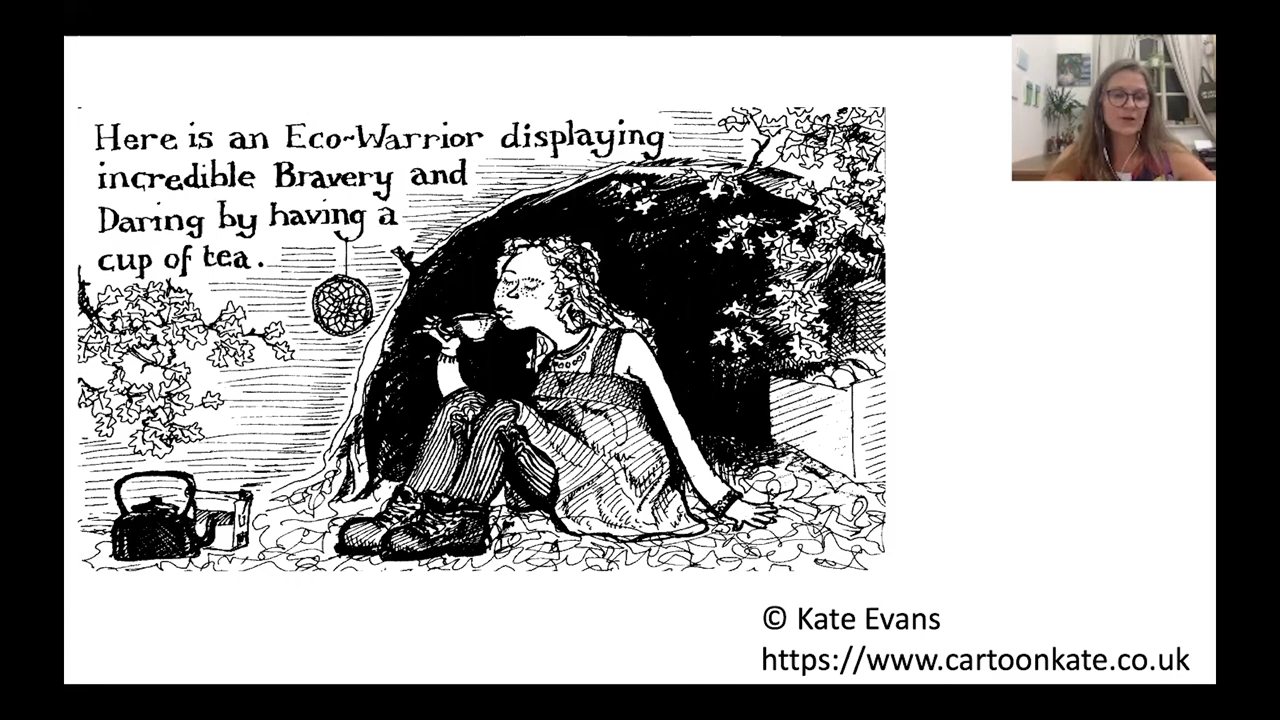 Here is an Eco-Warrior displaying
incredible Bravery and
Daring by having a
cup of tea.
© Kate Evans
https://www.cartoonkate.co.uk